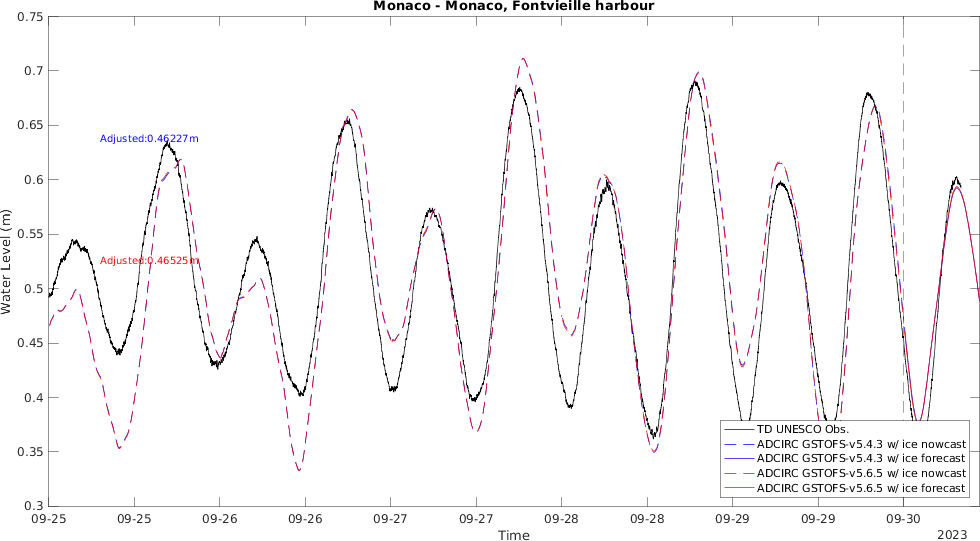 Monaco - Monaco, Fontvieille harbour
0.75
0.7
0.65
0.6
0.55
0.5
0.45
0.4
0.35
0.3
Water Level (m)
Adjusted:0.46227m
Adjusted:0.46525m
TD UNESCO Obs.
ADCIRC GSTOFS-v5.4.3 w/ ice nowcast
ADCIRC GSTOFS-v5.4.3 w/ ice forecast
ADCIRC GSTOFS-v5.6.5 w/ ice nowcast
ADCIRC GSTOFS-v5.6.5 w/ ice forecast
09-25 09-25 09-26 09-26 09-27 09-27 09-28 09-28 09-29 09-29 09-30
Time
2023